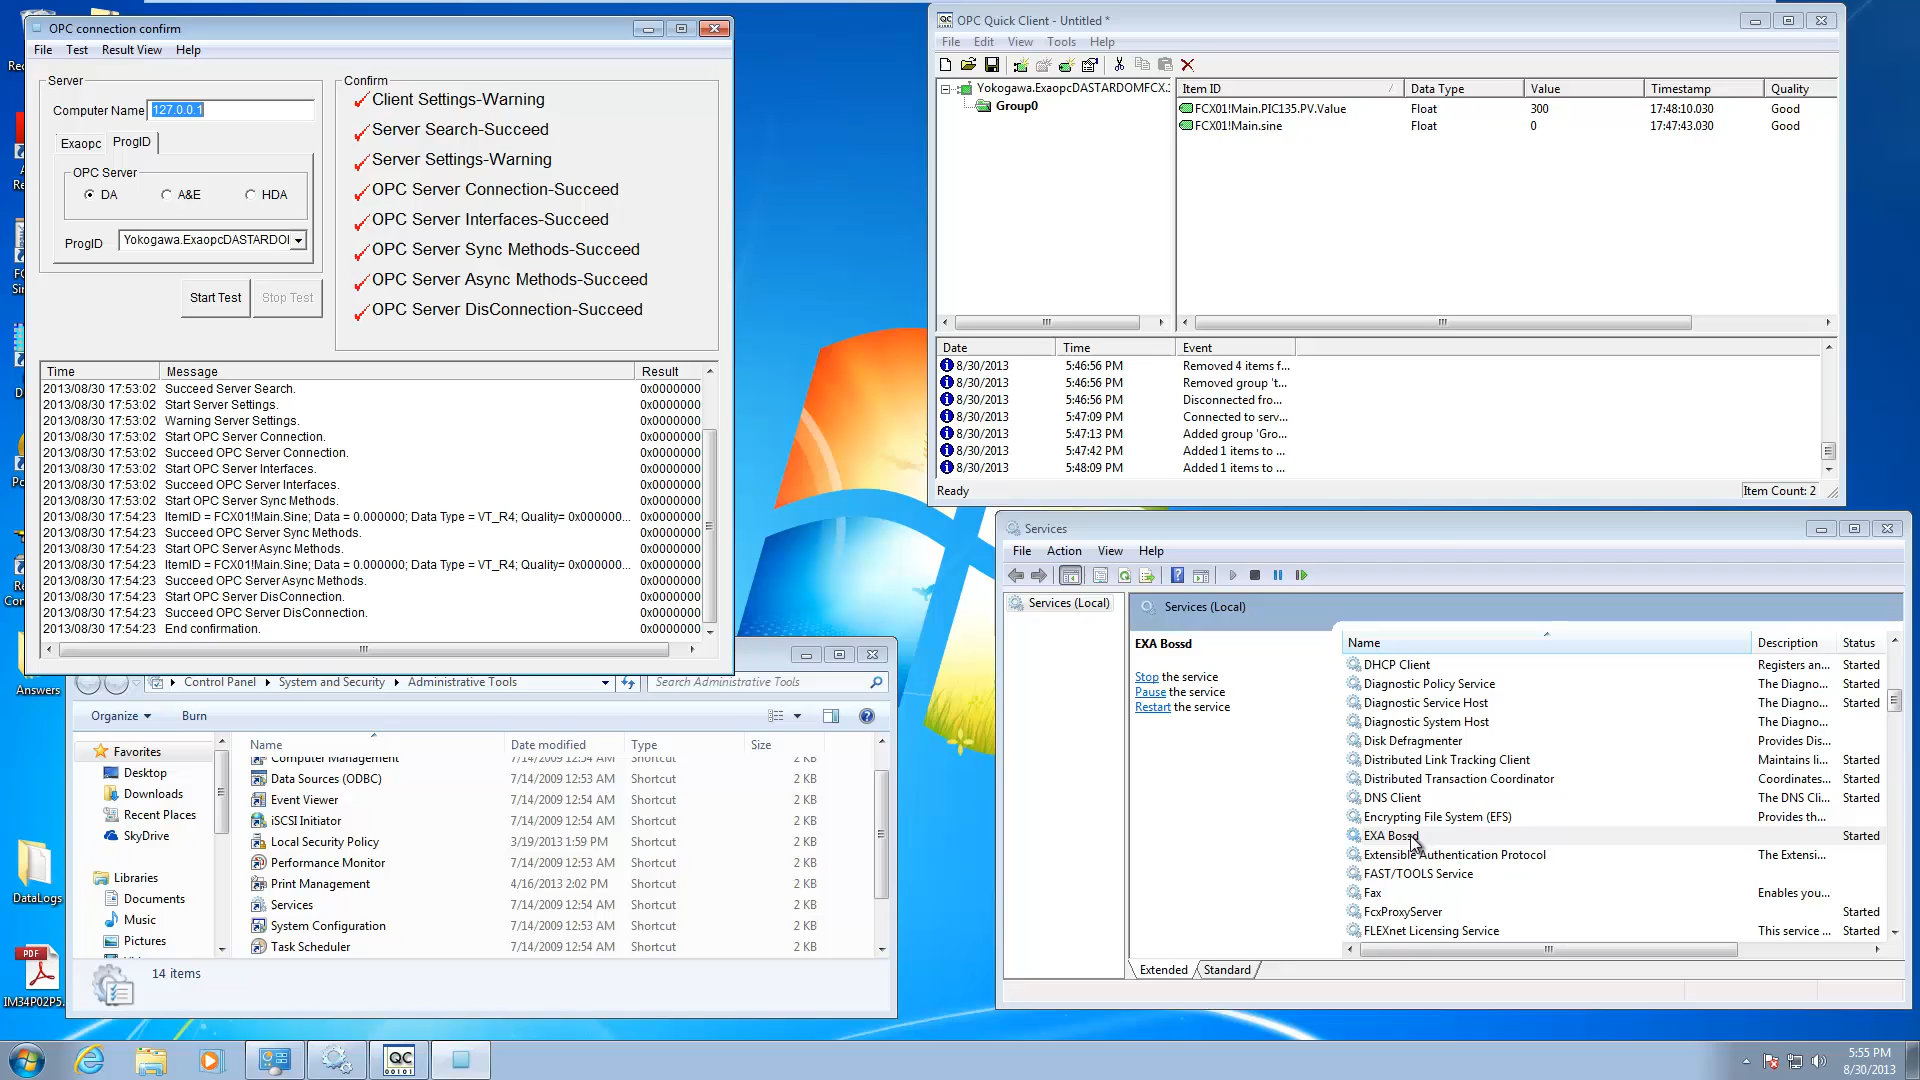 OPC connection confirm
File Test Result View Help
Server
Computer Name 127.0.0.1
Exaopc ProgID
OPC Server
DA A&E HDA
ProgID Yokogawa.ExaopcDASTARDOI
Start Test Stop Test
Confirm
Client Settings-Warning
Server Search-Succeed
Server Settings-Warning
OPC Server Connection-Succeed
OPC Server Interfaces-Succeed
OPC Server Sync Methods-Succeed
OPC Server Async Methods-Succeed
OPC Server DisConnection-Succeed
Time Message Result
2013/08/30 17:53:02 Succeed Server Search. 0x0000000
2013/08/30 17:53:02 Start Server Settings. 0x0000000
2013/08/30 17:53:02 Warning Server Settings. 0x0000000
2013/08/30 17:53:02 Start OPC Server Connection. 0x0000000
2013/08/30 17:53:02 Succeed OPC Server Connection. 0x0000000
2013/08/30 17:53:02 Start OPC Server Interfaces. 0x0000000
2013/08/30 17:53:02 Succeed OPC Server Interfaces. 0x0000000
2013/08/30 17:53:02 Start OPC Server Sync Methods. 0x0000000
2013/08/30 17:54:23 ItemID = FCX01!Main.Sine; Data = 0.000000; Data Type = VT_R4; Quality= 0x000000... 0x0000000
2013/08/30 17:54:23 Succeed OPC Server Sync Methods. 0x0000000
2013/08/30 17:54:23 Start OPC Server Async Methods. 0x0000000
2013/08/30 17:54:23 ItemID = FCX01!Main.Sine; Data = 0.000000; Data Type = VT_R4; Quality= 0x000000... 0x0000000
2013/08/30 17:54:23 Succeed OPC Server Async Methods. 0x0000000
2013/08/30 17:54:23 Start OPC Server DisConnection. 0x0000000
2013/08/30 17:54:23 Succeed OPC Server DisConnection. 0x0000000
2013/08/30 17:54:23 End confirmation. 0x0000000
OPC Quick Client - Untitled *
File Edit View Tools Help
Yokogawa.ExaopcDASTARDOMFCX.
Group0
Item ID Data Type Value Timestamp Quality
FCX01!Main.PIC135.PV.Value Float 300 17:48:10.030 Good
FCX01!Main.sine Float 0 17:47:43.030 Good
Date Time Event
8/30/2013 5:46:56 PM Removed 4 items f...
8/30/2013 5:46:56 PM Removed group 't...
8/30/2013 5:46:56 PM Disconnected fro...
8/30/2013 5:47:09 PM Connected to serv...
8/30/2013 5:47:13 PM Added group 'Gro...
8/30/2013 5:47:42 PM Added 1 items to ...
8/30/2013 5:48:09 PM Added 1 items to ...
Ready Item Count: 2
Services
File Action View Help
Services (Local)
Services (Local)
EXA Bossd
Stop the service
Pause the service
Restart the service
Name Description Status
DHCP Client Registers an... Started
Diagnostic Policy Service The Diagno... Started
Diagnostic Service Host The Diagno... Started
Diagnostic System Host The Diagno...
Disk Defragmenter Provides Dis...
Distributed Link Tracking Client Maintains li... Started
Distributed Transaction Coordinator Coordinates... Started
DNS Client The DNS Cli... Started
Encrypting File System (EFS) Provides th...
EXA Bossd Started
Extensible Authentication Protocol The Extensi...
FAST/TOOLS Service
Fax Enables you...
FcxProxyServer Started
FLEXnet Licensing Service This service ... Started
Extended Standard
Control Panel System and Security Administrative Tools Search Administrative Tools
Organize Burn
Favorites
Desktop
Downloads
Recent Places
SkyDrive
Libraries
Documents
Music
Pictures
Name Date modified Type Size
Computer Management 7/14/2009 12:54 AM Shortcut 2 KB
Data Sources (ODBC) 7/14/2009 12:53 AM Shortcut 2 KB
Event Viewer 7/14/2009 12:54 AM Shortcut 2 KB
iSCSI Initiator 7/14/2009 12:54 AM Shortcut 2 KB
Local Security Policy 3/19/2013 1:59 PM Shortcut 2 KB
Performance Monitor 7/14/2009 12:53 AM Shortcut 2 KB
Print Management 4/16/2013 2:02 PM Shortcut 2 KB
Services 7/14/2009 12:54 AM Shortcut 2 KB
System Configuration 7/14/2009 12:53 AM Shortcut 2 KB
Task Scheduler 7/14/2009 12:54 AM Shortcut 2 KB
14 items
Answers
DataLogs
PDF
IM34P02P5.
QC
00101
5:55 PM
8/30/2013